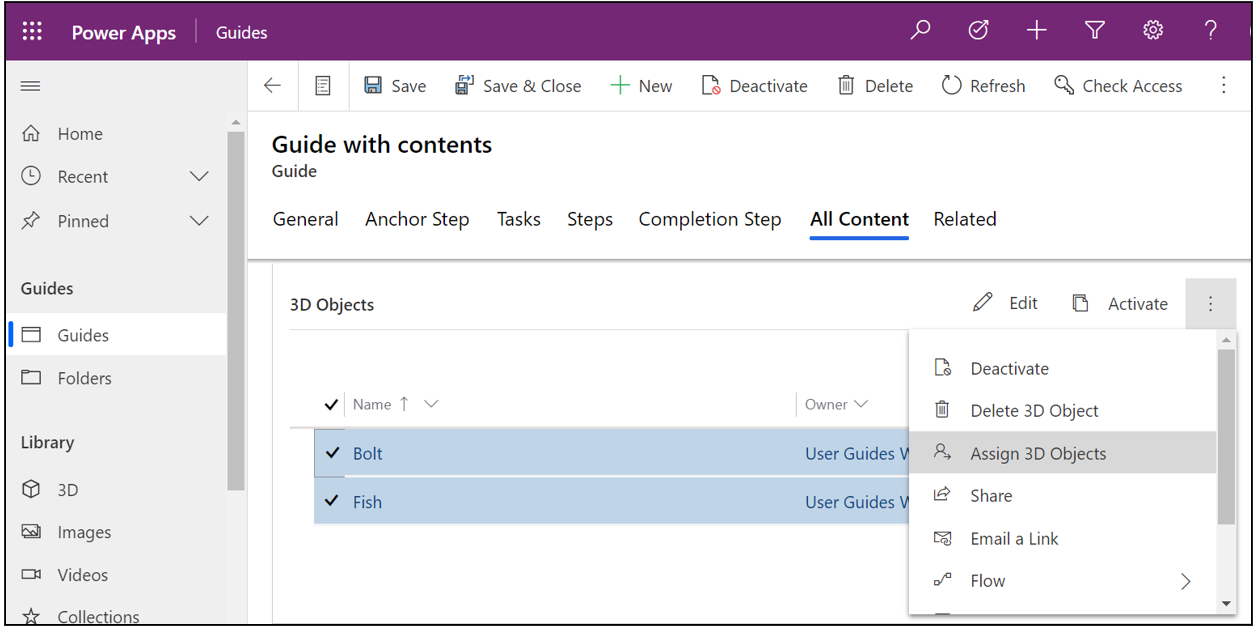 Power Apps Guides
Save Save & Close New Deactivate Delete Refresh Check Access
Home
Recent
Pinned
Guides
Guides
Folders
Library
3D
Images
Videos
Collections
Guide with contents
Guide
General Anchor Step Tasks Steps Completion Step All Content Related
3D Objects Edit Activate
Name Owner
Bolt User Guides
Fish User Guides
Deactivate
Delete 3D Object
Assign 3D Objects
Share
Email a Link
Flow